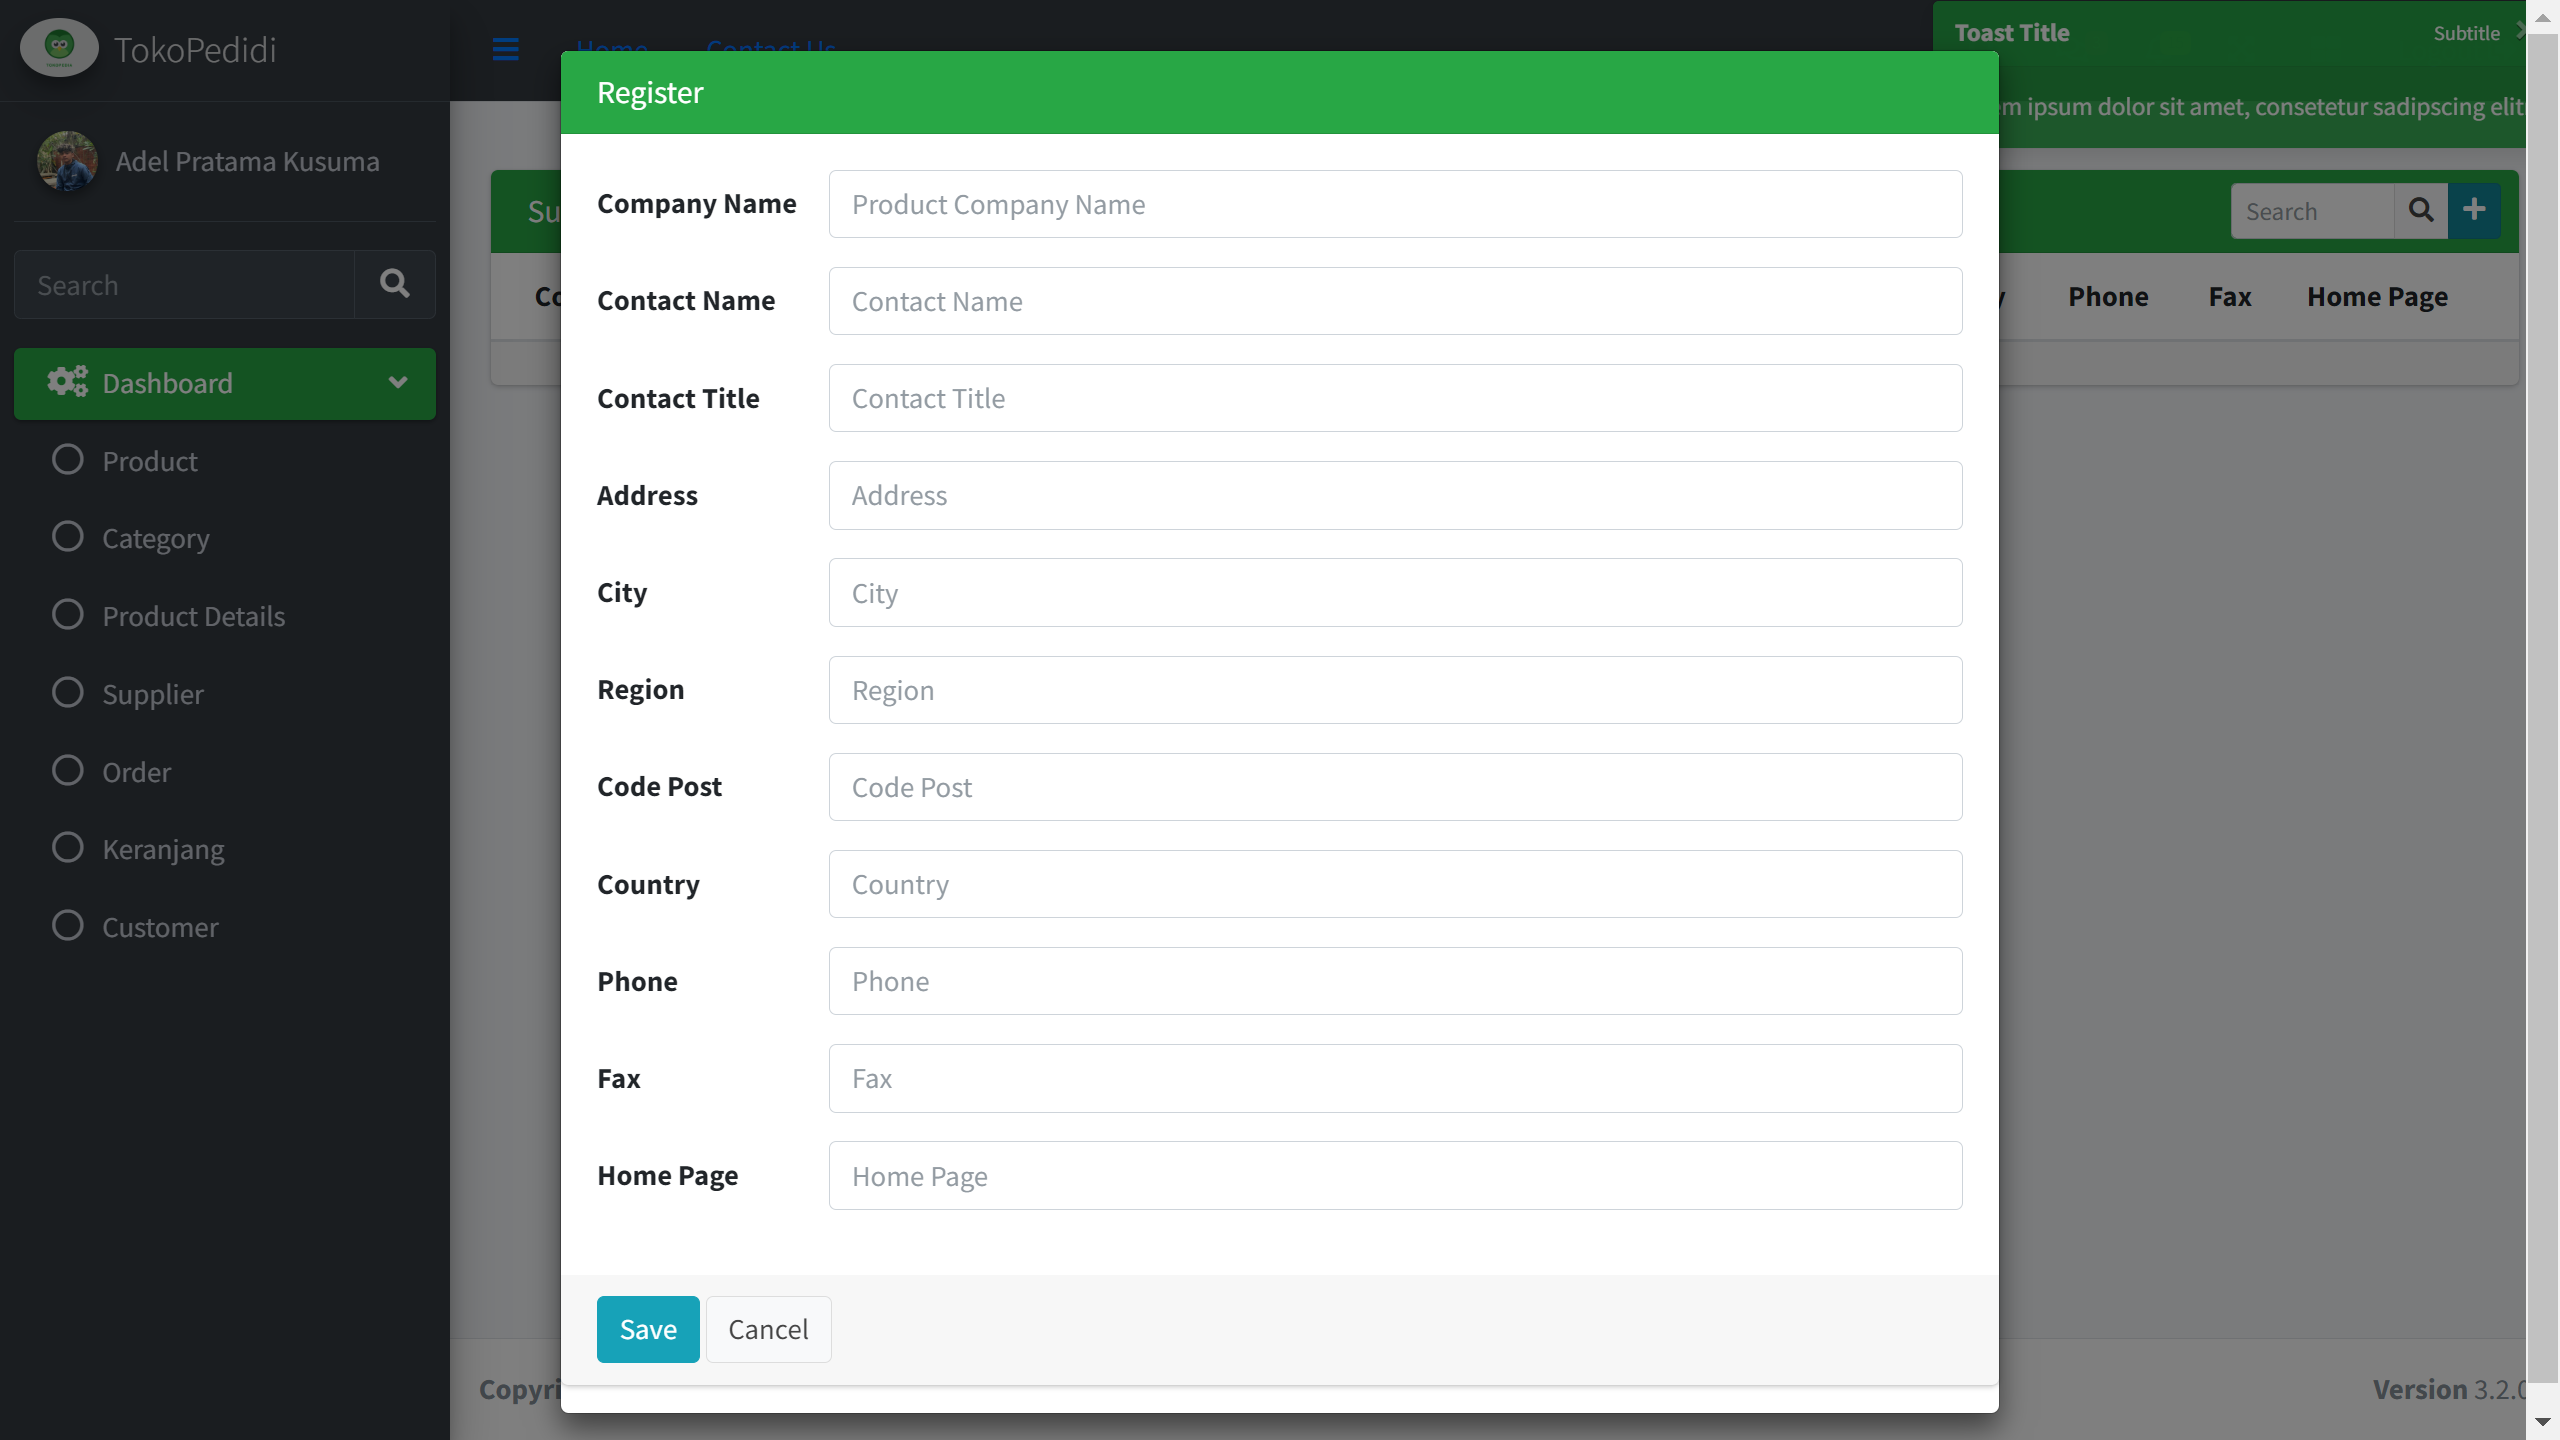 TokoPedidi
Home Contact Us
Toast Title Subtitle
m ipsum dolor sit amet, consetetur sadipscing elit
Register
Adel Pratama Kusuma
Search
Dashboard
Product
Category
Product Details
Supplier
Order
Keranjang
Customer
Su
Search
Co
y Phone Fax Home Page
Company Name Product Company Name
Contact Name Contact Name
Contact Title Contact Title
Address Address
City City
Region Region
Code Post Code Post
Country Country
Phone Phone
Fax Fax
Home Page Home Page
Save Cancel
Copyri
Version 3.2.0